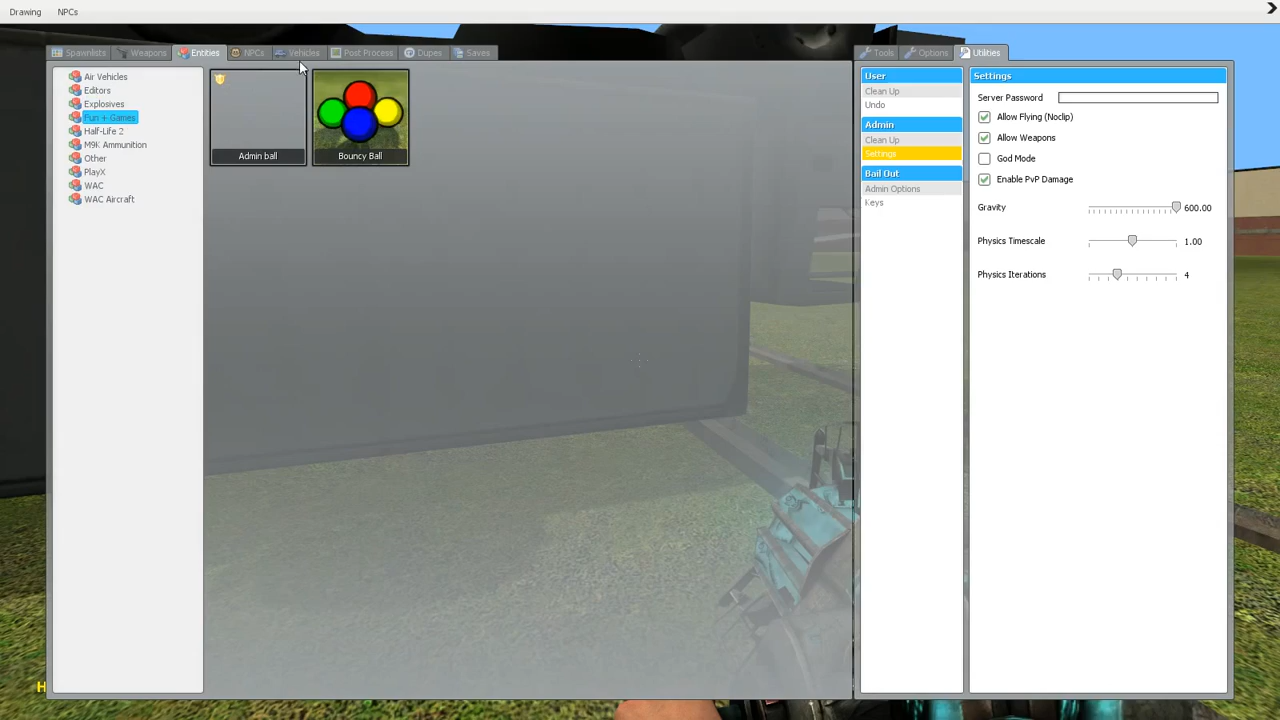 Drawing NPCs
Spawnlists Weapons Entities NPCs Vehicles Post Process Dupes Saves
Tools Options Utilities
Air Vehicles
Editors
Explosives
Fun + Games
Half-Life 2
M9K Ammunition
Other
PlayX
WAC
WAC Aircraft
Admin ball
Bouncy Ball
User
Clean Up
Undo
Admin
Clean Up
Settings
Bail Out
Admin Options
Keys
Settings
Server Password
Allow Flying (Noclip)
Allow Weapons
God Mode
Enable PvP Damage
Gravity 600.00
Physics Timescale 1.00
Physics Iterations 4
H